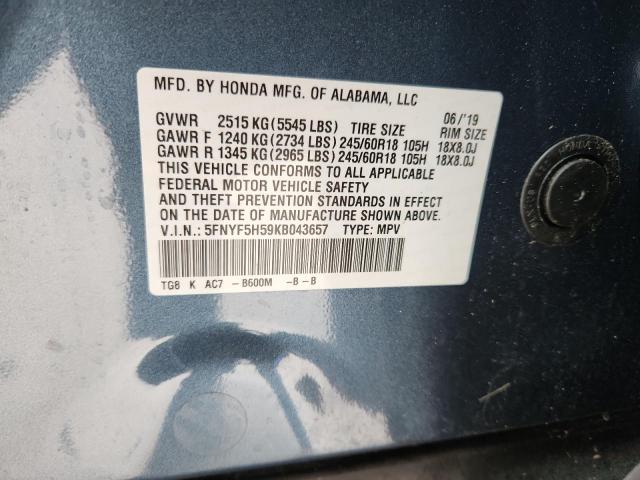 MFD. BY HONDA MFG. OF ALABAMA, LLC
06/'19
GVWR 2515 KG(5545 LBS) TIRE SIZE RIM SIZE
GAWR F 1240 KG(2734 LBS)245/60R18 105H 18X8.0J
GAWR R 1345 KG(2965 LBS)245/60R18 105H 18X8.0J
THIS VEHICLE CONFORMS TO ALL APPLICABLE
FEDERAL MOTOR VEHICLE SAFETY
AND THEFT PREVENTION STANDARDS IN EFFECT
ON THE DATE OF MANUFACTURE SHOWN ABOVE.
V.I.N.: 5FNYF5H59KB043657 TYPE: MPV
TG8 K AC7 -B600M -B-B